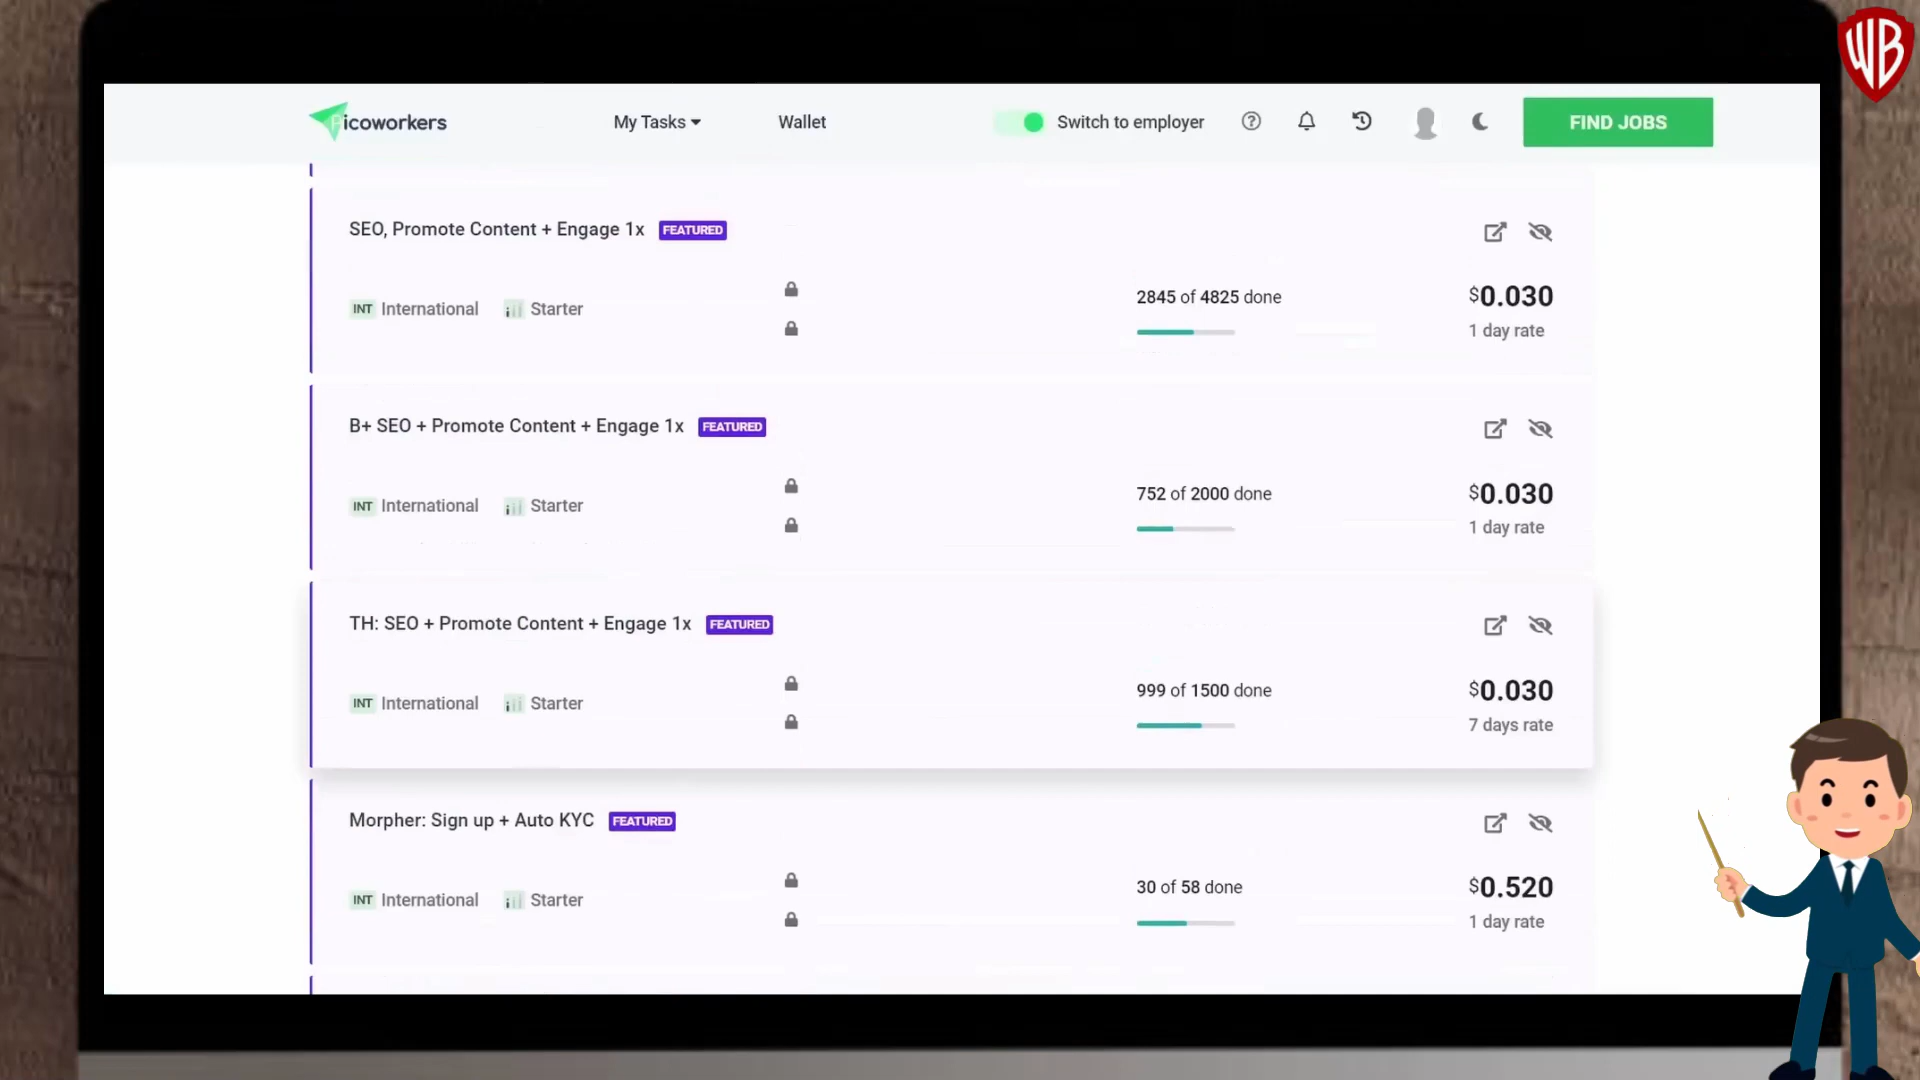 Picoworkers
My Tasks
Wallet
Switch to employer
FIND JOBS
WB
SEO, Promote Content + Engage 1x FEATURED
INT International Starter
2845 of 4825 done
$0.030
1 day rate
B+ SEO + Promote Content + Engage 1x FEATURED
INT International Starter
752 of 2000 done
$0.030
1 day rate
TH: SEO + Promote Content + Engage 1x FEATURED
INT International Starter
999 of 1500 done
$0.030
7 days rate
Morpher: Sign up + Auto KYC FEATURED
INT International Starter
30 of 58 done
$0.520
1 day rate